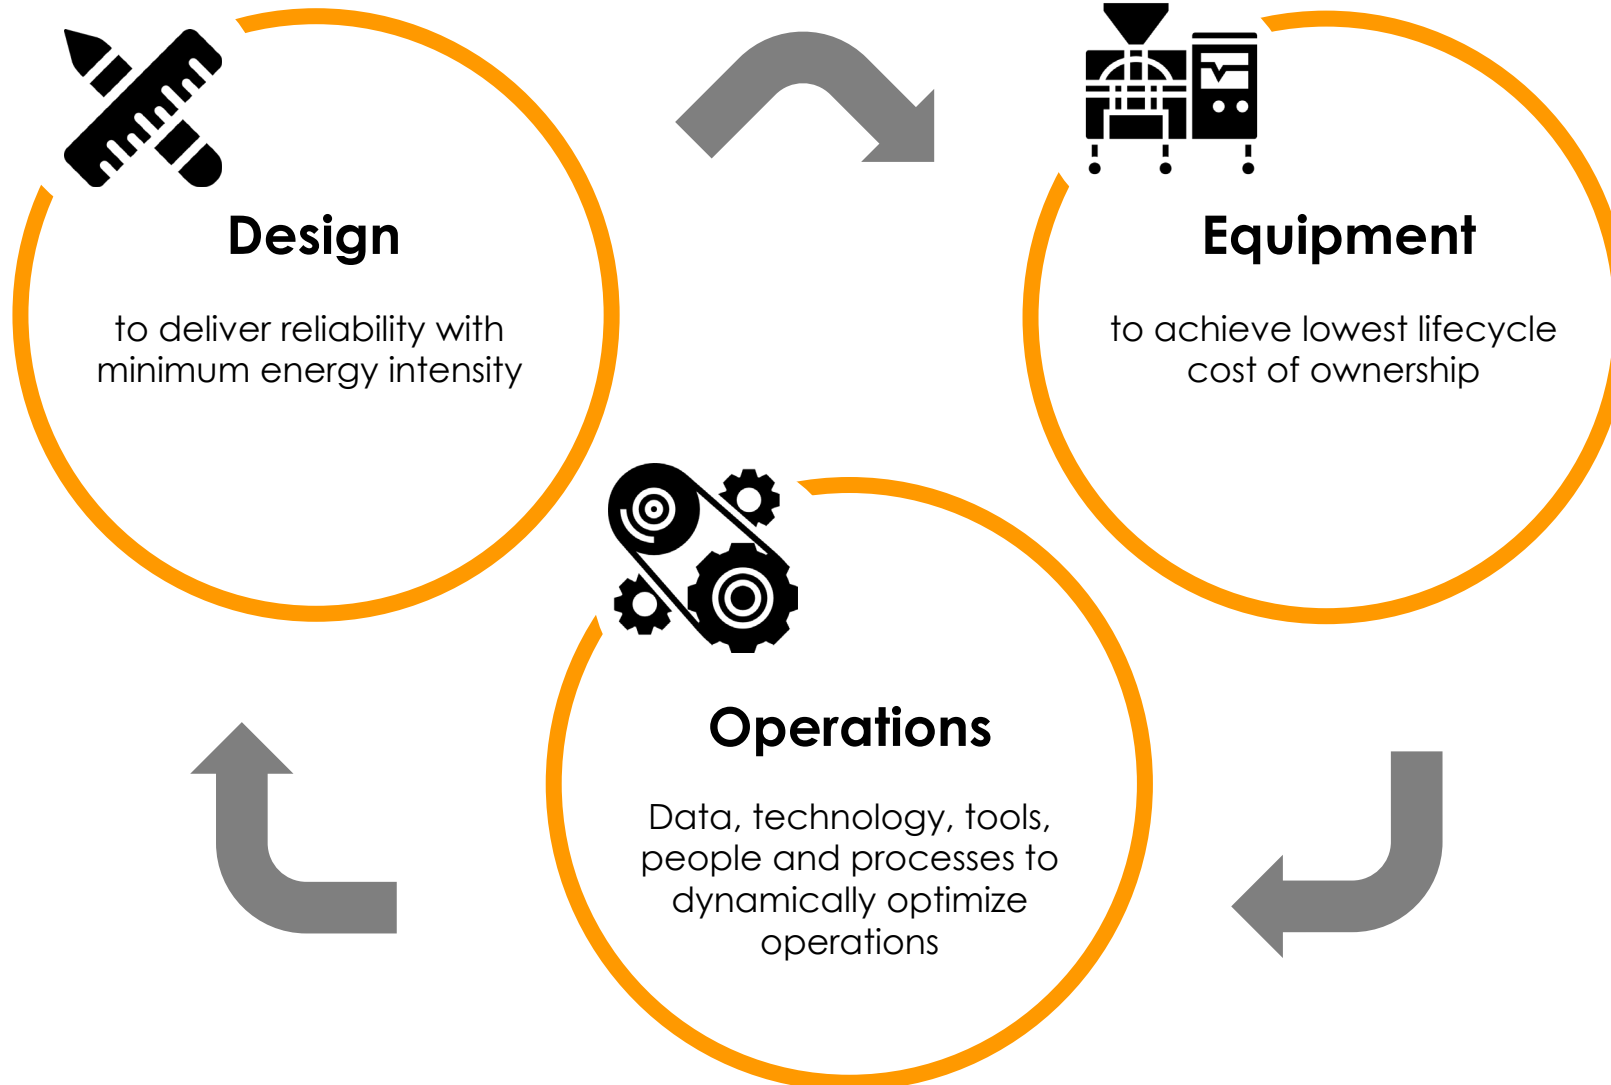 Design
to deliver reliability with
minimum energy intensity
Equipment
to achieve lowest lifecycle
cost of ownership
Operations
Data, technology, tools,
people and processes to
dynamically optimize
operations